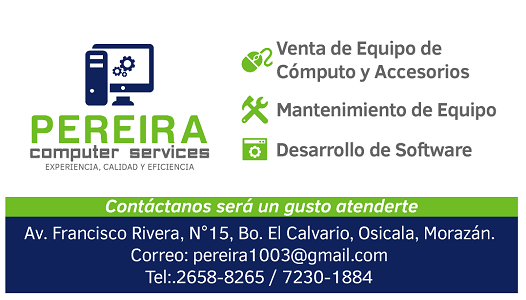 PEREIRA
computer services
EXPERIENCIA, CALIDAD Y EFICIENCIA
Venta de Equipo de
Cómputo y Accesorios
Mantenimiento de Equipo
Desarrollo de Software
Contáctanos será un gusto atenderte
Av. Francisco Rivera, N°15, Bo. El Calvario, Osicala, Morazán.
Correo: pereira1003@gmail.com
Tel:.2658-8265 / 7230-1884